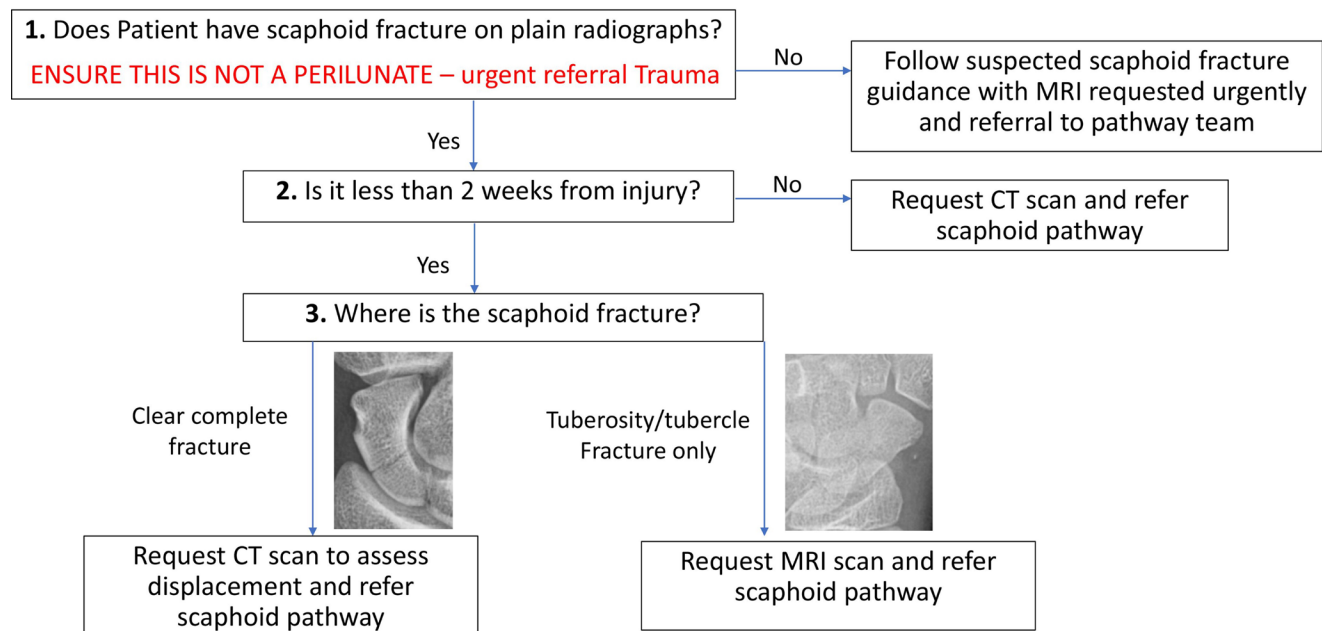 1. Does Patient have scaphoid fracture on plain radiographs?
ENSURE THIS IS NOT A PERILUNATE – urgent referral Trauma
No
Follow suspected scaphoid fracture
guidance with MRI requested urgently
and referral to pathway team
Yes
2. Is it less than 2 weeks from injury?
No
Request CT scan and refer
scaphoid pathway
Yes
3. Where is the scaphoid fracture?
Clear complete
fracture
Tuberosity/tubercle
Fracture only
Request CT scan to assess
displacement and refer
scaphoid pathway
Request MRI scan and refer
scaphoid pathway